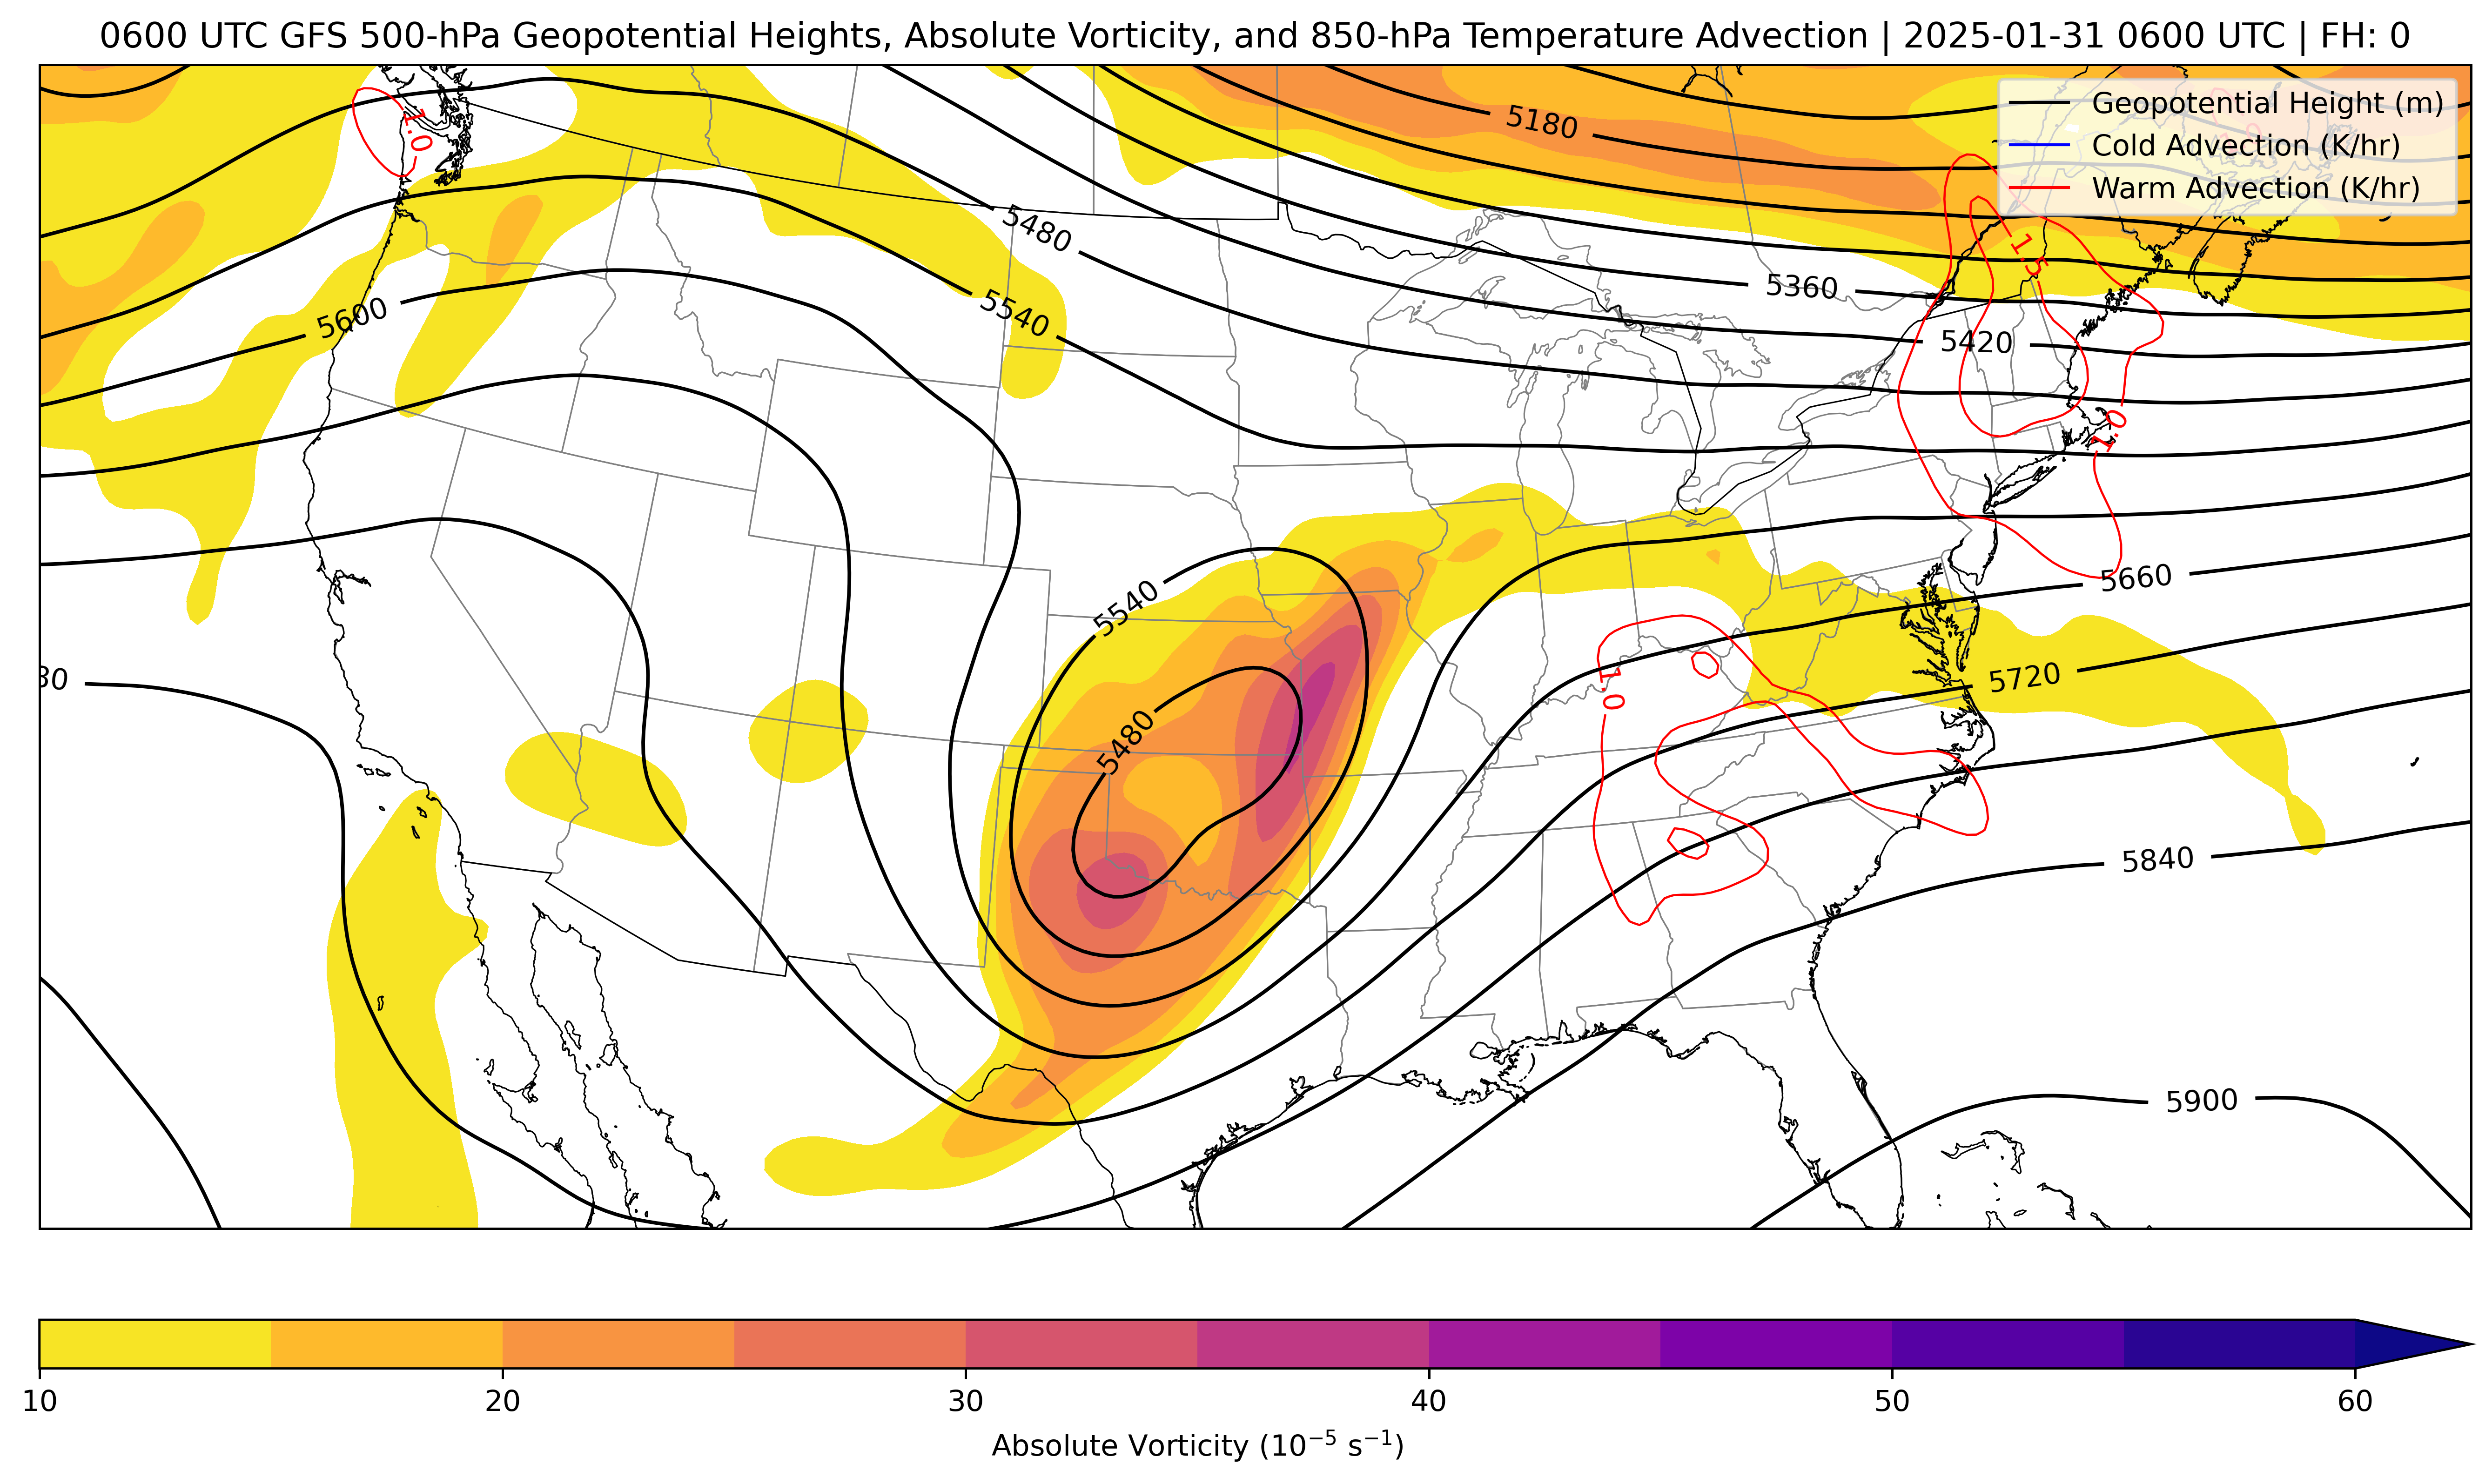 0600 UTC GFS 500-hPa Geopotential Heights, Absolute Vorticity, and 850-hPa Temperature Advection | 2025-01-31 0600 UTC | FH: 0
Geopotential Height (m)
Cold Advection (K/hr)
Warm Advection (K/hr)
1.0
5180
1.5
5480
5360
5540
5600
5420
1.0
5540
5660
30
1.0
5720
5480
5840
5900
10 20 30 40 50 60
Absolute Vorticity (10⁻⁵ s⁻¹)